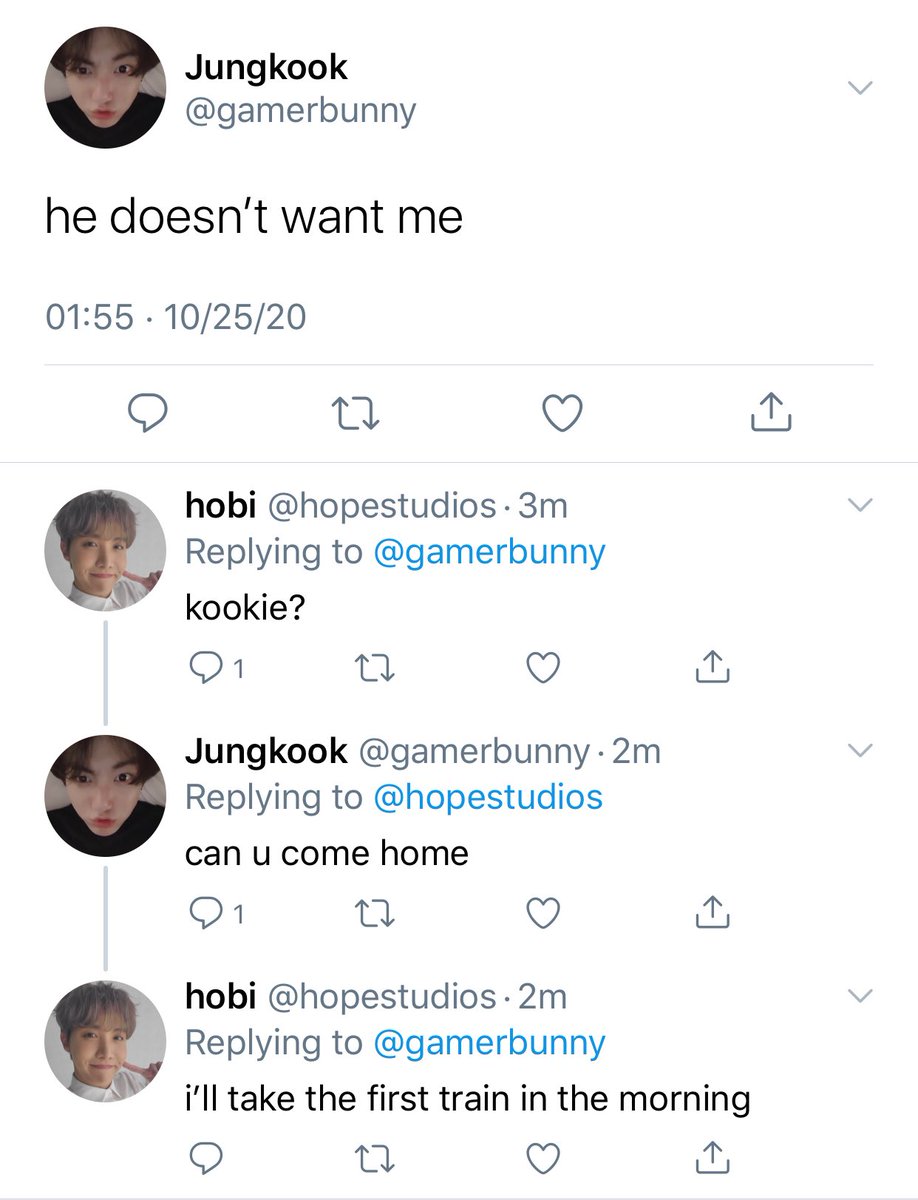 Jungkook
@gamerbunny
he doesn’t want me
01:55 · 10/25/20
hobi @hopestudios · 3m
Replying to @gamerbunny
kookie?
1
Jungkook @gamerbunny · 2m
Replying to @hopestudios
can u come home
1
hobi @hopestudios · 2m
Replying to @gamerbunny
i’ll take the first train in the morning